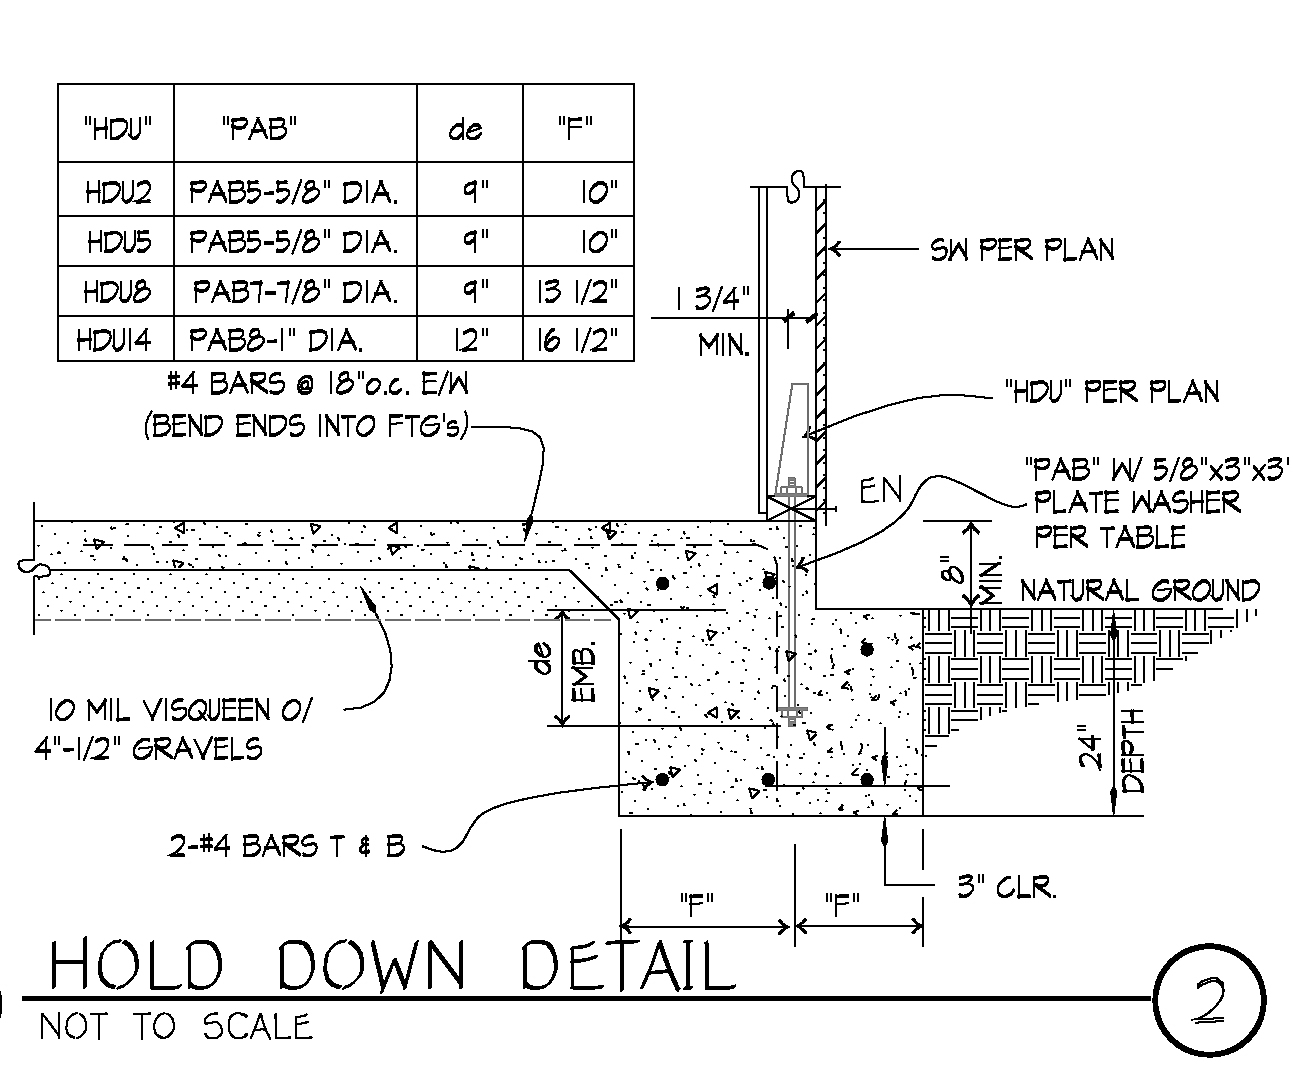 "HDU" "PAB" de "F"
HDU2 PAB5-5/8" DIA. 9" 10"
HDU5 PAB5-5/8" DIA. 9" 10"
HDU8 PAB7-7/8" DIA. 9" 13 1/2"
HDU14 PAB8-1" DIA. 12" 16 1/2"
#4 BARS @ 18"o.c. E/W
(BEND ENDS INTO FTG's)
SW PER PLAN
1 3/4"
MIN.
"HDU" PER PLAN
EN
"PAB" W/ 5/8"x3"x3'
PLATE WASHER
PER TABLE
8"
MIN.
NATURAL GROUND
de
EMB.
10 MIL VISQUEEN O/
4"-1/2" GRAVELS
24"
DEPTH
2-#4 BARS T & B
3" CLR.
"F" "F"
HOLD DOWN DETAIL
NOT TO SCALE
2